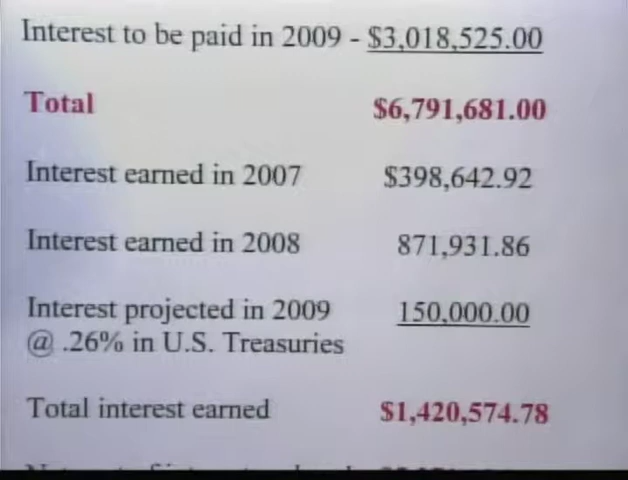 Interest to be paid in 2009 - $3,018,525.00
Total $6,791,681.00
Interest earned in 2007 $398,642.92
Interest earned in 2008 871,931.86
Interest projected in 2009 150,000.00
@ .26% in U.S. Treasuries
Total interest earned $1,420,574.78